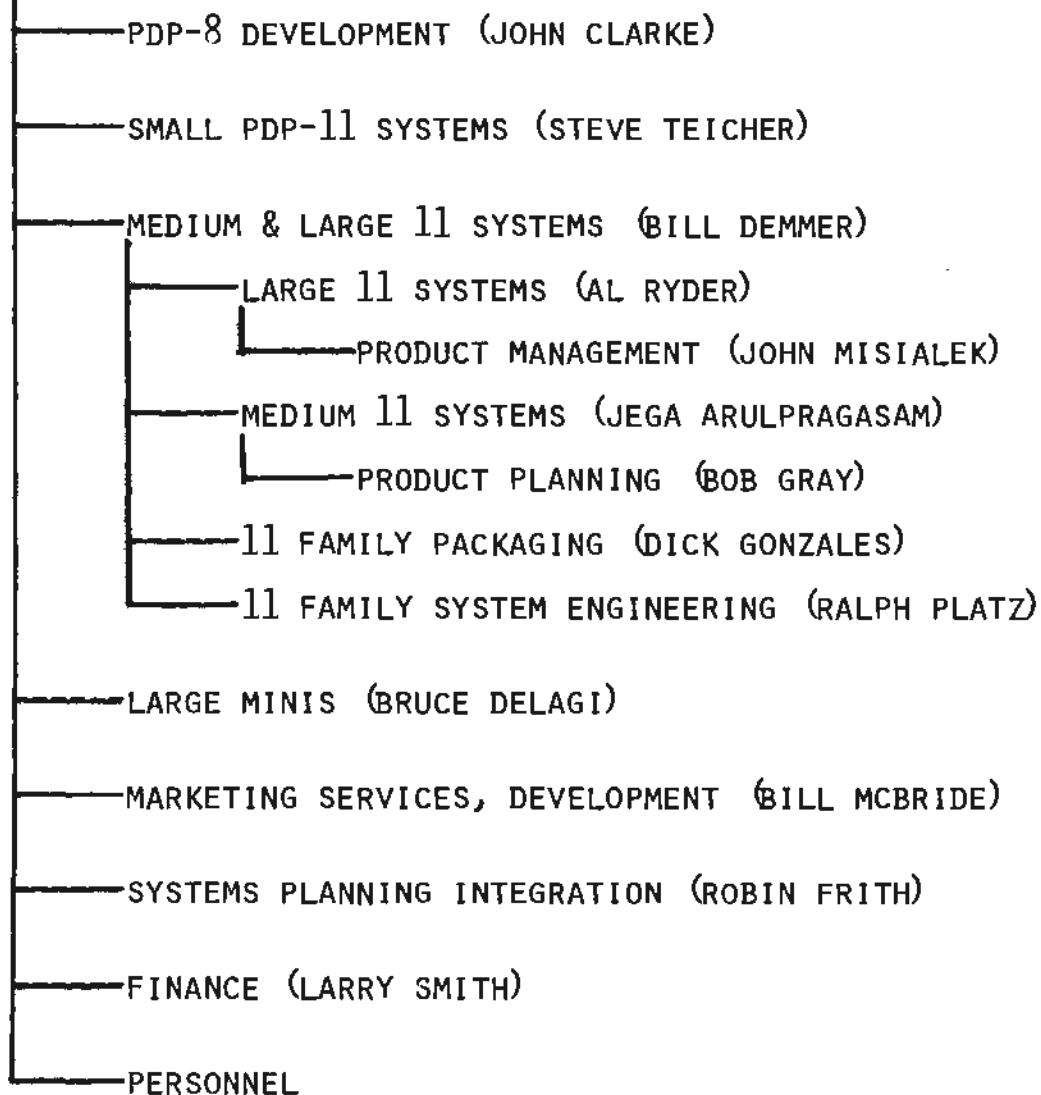 PDP-8 DEVELOPMENT (JOHN CLARKE)
SMALL PDP-11 SYSTEMS (STEVE TEICHER)
MEDIUM & LARGE 11 SYSTEMS (BILL DEMMER)
LARGE 11 SYSTEMS (AL RYDER)
PRODUCT MANAGEMENT (JOHN MISIALEK)
MEDIUM 11 SYSTEMS (JEGA ARULPRAGASAM)
PRODUCT PLANNING (BOB GRAY)
11 FAMILY PACKAGING (DICK GONZALES)
11 FAMILY SYSTEM ENGINEERING (RALPH PLATZ)
LARGE MINIS (BRUCE DELAGI)
MARKETING SERVICES, DEVELOPMENT (BILL MCBRIDE)
SYSTEMS PLANNING INTEGRATION (ROBIN FRITH)
FINANCE (LARRY SMITH)
PERSONNEL